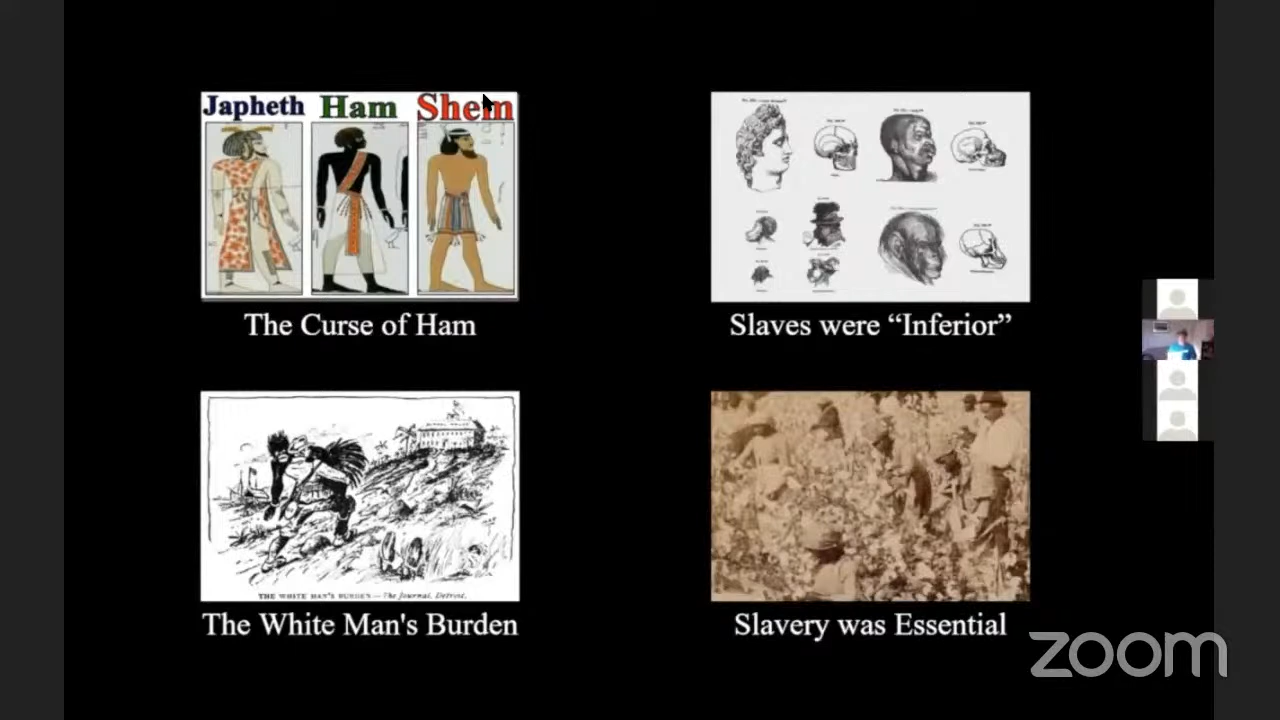 Japheth Ham Shem
The Curse of Ham
Slaves were “Inferior”
THE WHITE MAN'S BURDEN—The Journal, Detroit.
The White Man's Burden
Slavery was Essential
zoom